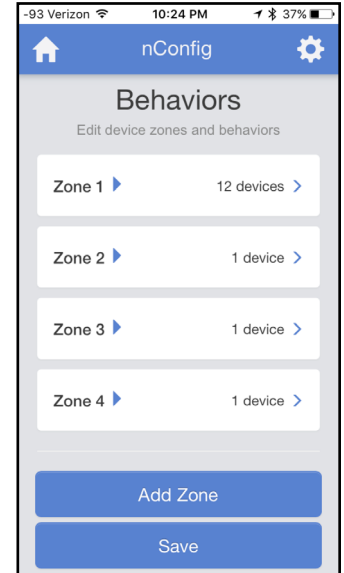 -93 Verizon 10:24 PM 37%
nConfig
Behaviors
Edit device zones and behaviors
Zone 1 12 devices
Zone 2 1 device
Zone 3 1 device
Zone 4 1 device
Add Zone
Save